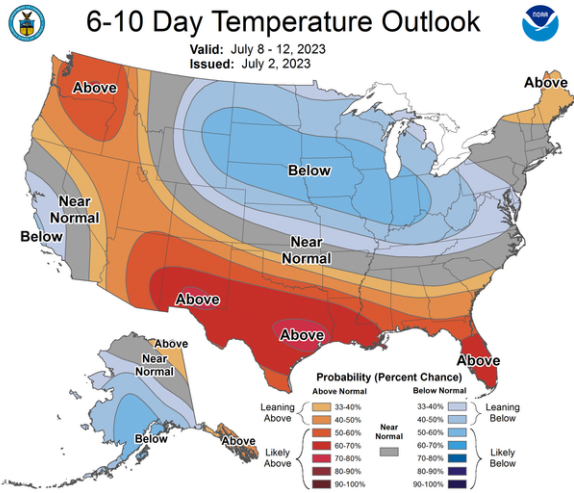 6-10 Day Temperature Outlook
NOAA
Valid: July 8 - 12, 2023
Issued: July 2, 2023
Above
Above
Below
Near
Normal
Below
Near
Normal
Above
Above
Above
Above
Near
Normal
Below
Above
Probability (Percent Chance)
Above Normal
Below Normal
Leaning
Above
33-40%
40-50%
Likely
Above
50-60%
60-70%
70-80%
80-90%
90-100%
Near
Normal
33-40%
40-50%
Leaning
Below
50-60%
60-70%
70-80%
80-90%
90-100%
Likely
Below